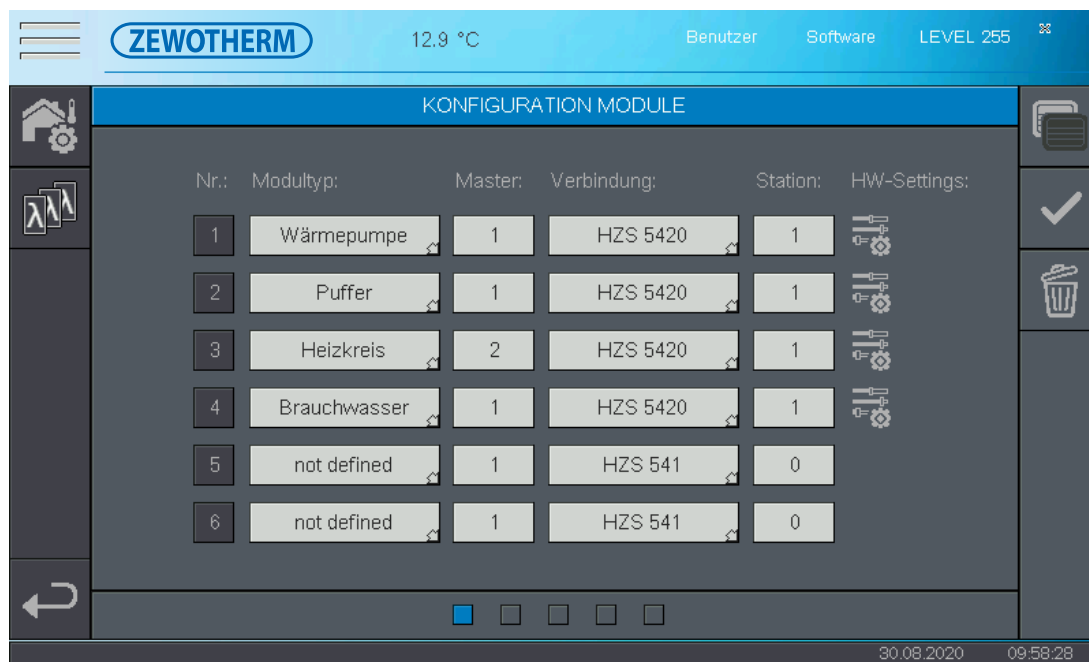 ZEWOTHERM 12.9 °C Benutzer Software LEVEL 255
KONFIGURATION MODULE
Nr.: Modultyp: Master: Verbindung: Station: HW-Settings:
1 Wärmepumpe 1 HZS 5420 1
2 Puffer 1 HZS 5420 1
3 Heizkreis 2 HZS 5420 1
4 Brauchwasser 1 HZS 5420 1
5 not defined 1 HZS 541 0
6 not defined 1 HZS 541 0
λ λ λ
30.08.2020 09:58:28